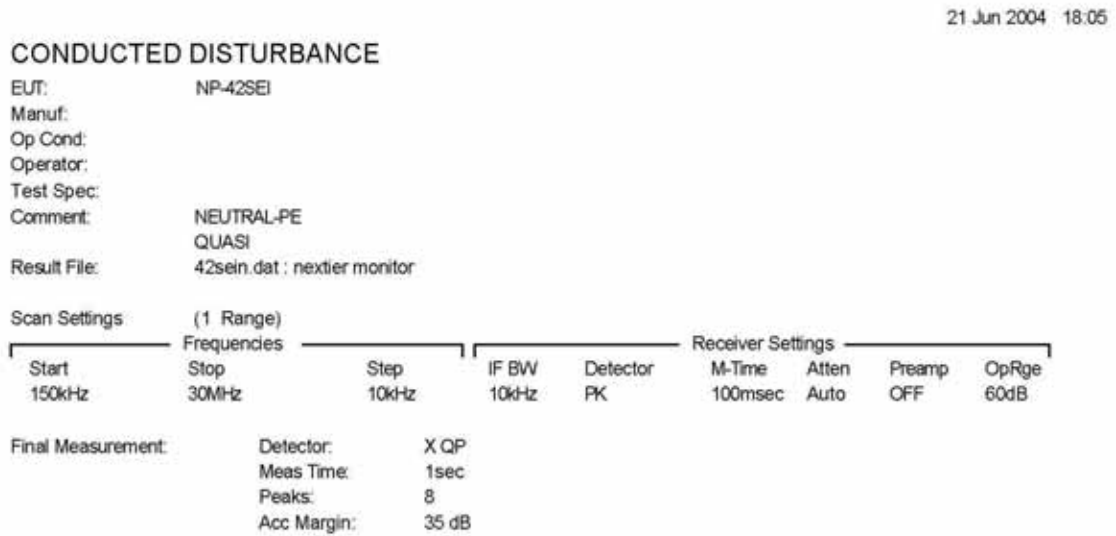 21 Jun 2004 18:05
CONDUCTED DISTURBANCE
EUT: NP-42SEI
Manuf:
Op Cond:
Operator:
Test Spec:
Comment: NEUTRAL-PE
QUASI
Result File: 42sein.dat : nextier monitor
Scan Settings (1 Range)
Frequencies Receiver Settings
Start Stop Step IF BW Detector M-Time Atten Preamp OpRge
150kHz 30MHz 10kHz 10kHz PK 100msec Auto OFF 60dB
Final Measurement: Detector: X QP
Meas Time: 1sec
Peaks: 8
Acc Margin: 35 dB